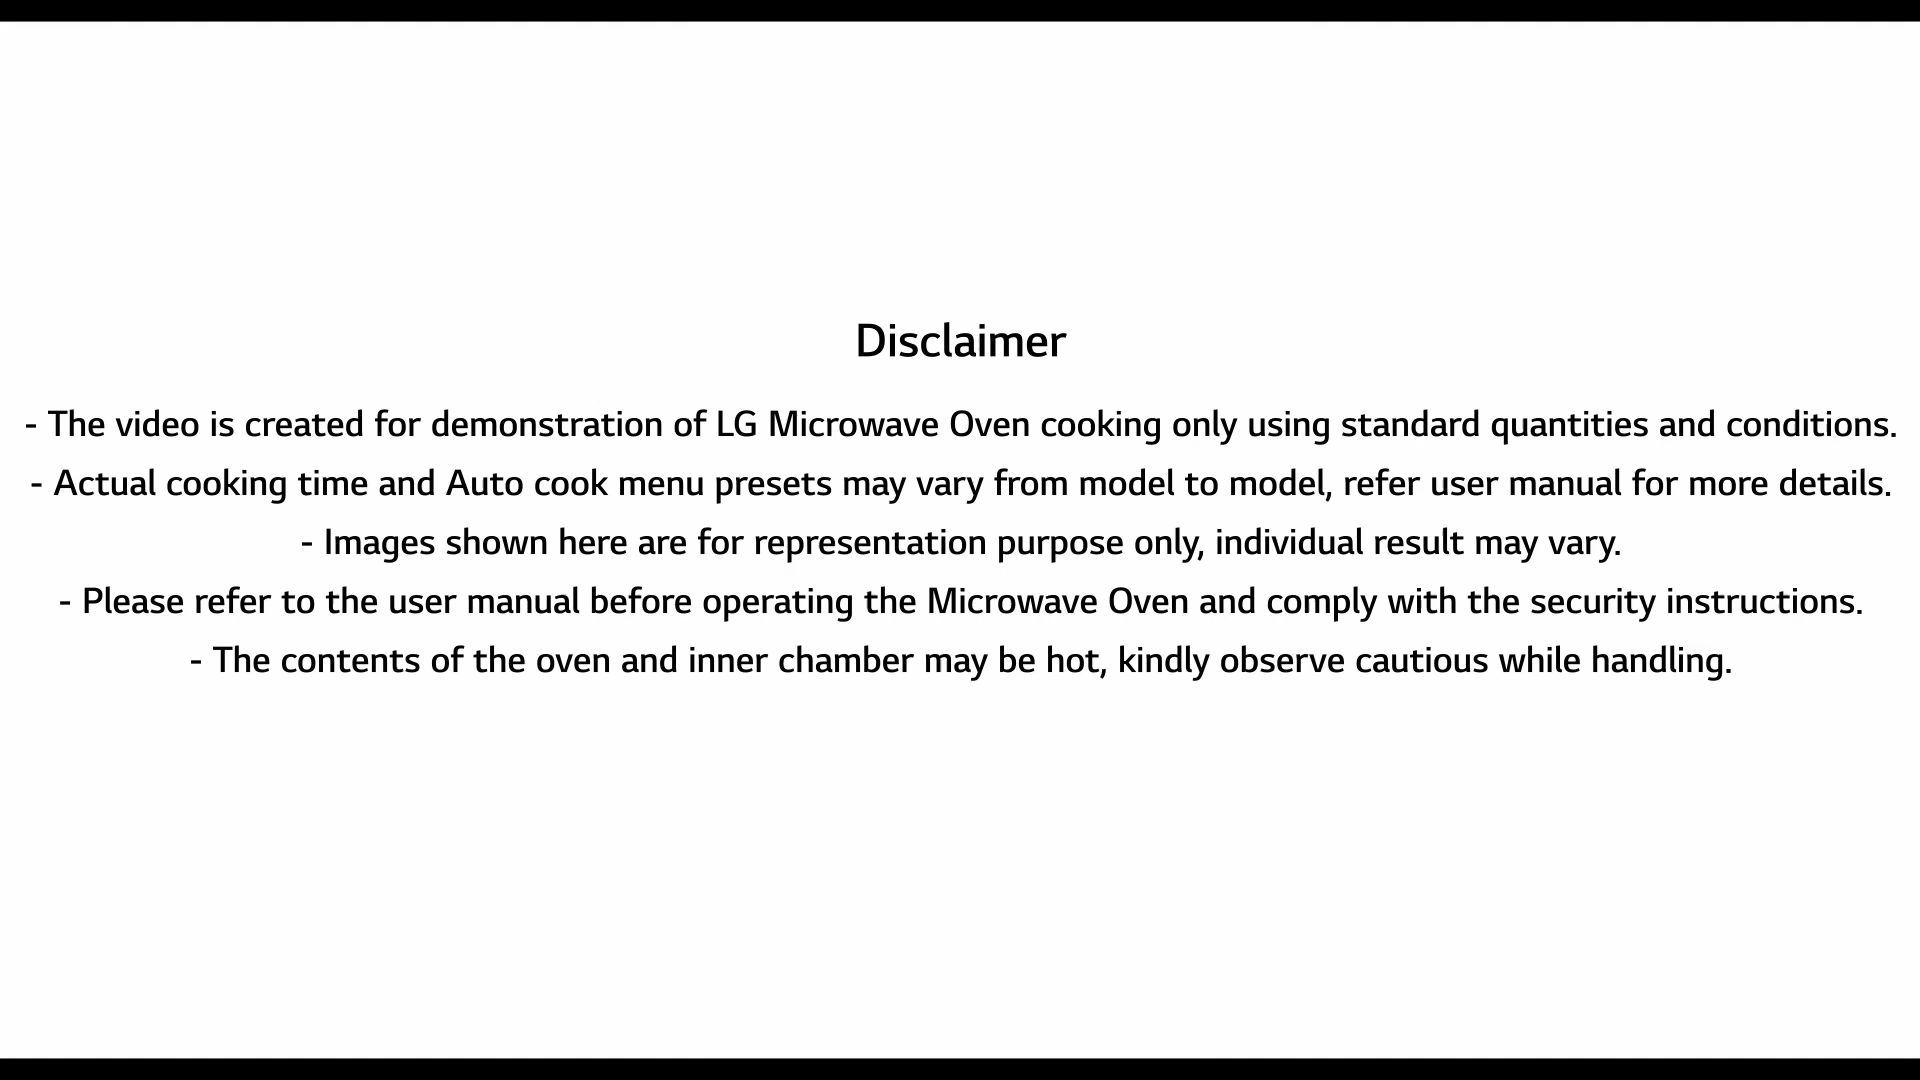 Disclaimer
- The video is created for demonstration of LG Microwave Oven cooking only using standard quantities and conditions.
- Actual cooking time and Auto cook menu presets may vary from model to model, refer user manual for more details.
- Images shown here are for representation purpose only, individual result may vary.
- Please refer to the user manual before operating the Microwave Oven and comply with the security instructions.
- The contents of the oven and inner chamber may be hot, kindly observe cautious while handling.